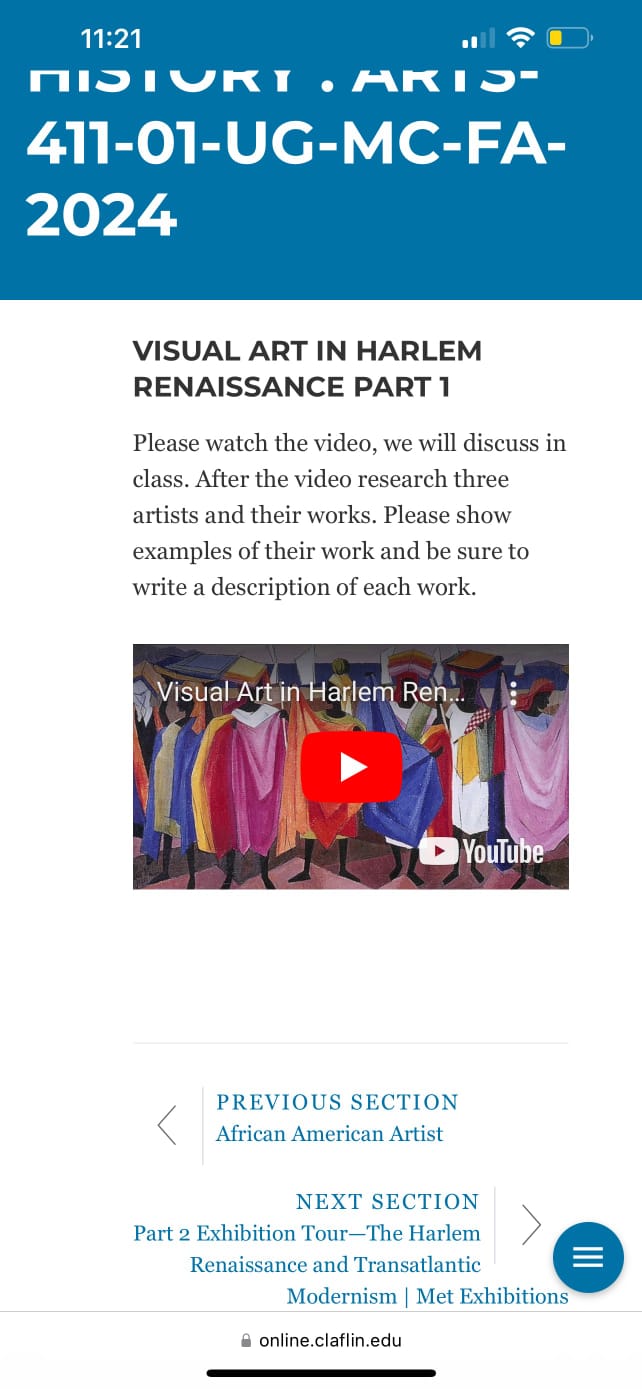 11:21
HISTORY : ARTS-
411-01-UG-MC-FA-
2024
VISUAL ART IN HARLEM
RENAISSANCE PART 1
Please watch the video, we will discuss in
class. After the video research three
artists and their works. Please show
examples of their work and be sure to
write a description of each work.
Visual Art in Harlem Ren...
YouTube
PREVIOUS SECTION
African American Artist
NEXT SECTION
Part 2 Exhibition Tour—The Harlem
Renaissance and Transatlantic
Modernism | Met Exhibitions
online.claflin.edu